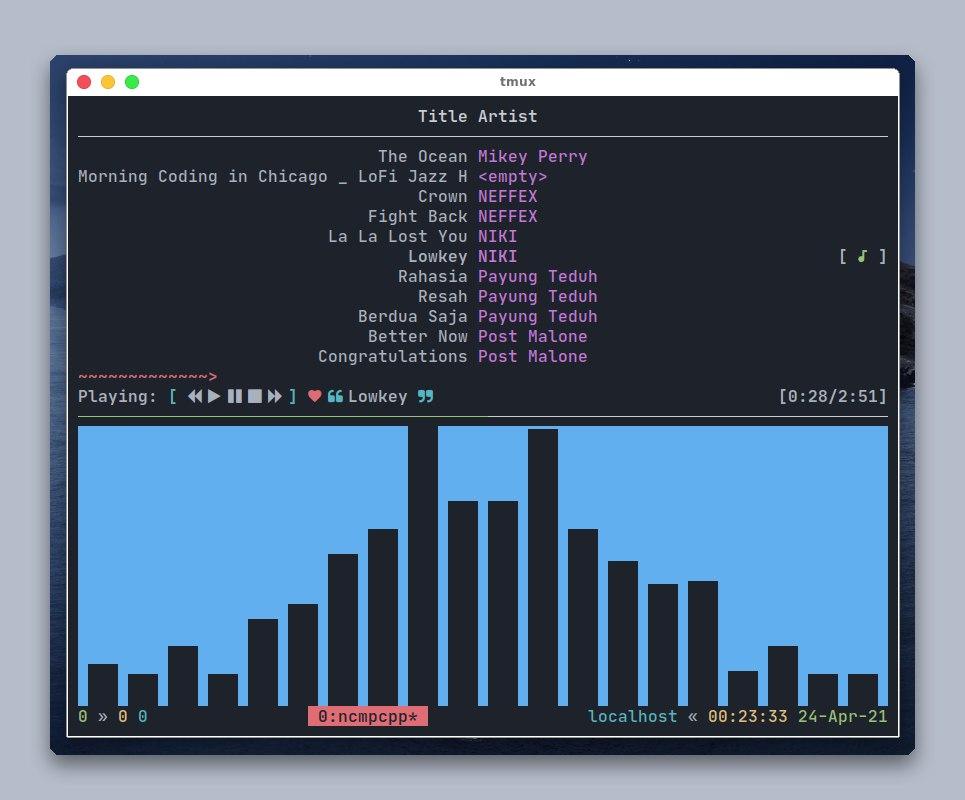 tmux
Title Artist
The Ocean Mikey Perry
Morning Coding in Chicago _ LoFi Jazz H <empty>
Crown NEFFEX
Fight Back NEFFEX
La La Lost You NIKI
Lowkey NIKI [ ♪ ]
Rahasia Payung Teduh
Resah Payung Teduh
Berdua Saja Payung Teduh
Better Now Post Malone
Congratulations Post Malone
~~~~~~~~~~~~~>
Playing: [ ⏪ ▶ ⏸ ⏹ ⏩ ] ♥ ❝ Lowkey ❞ [0:28/2:51]
0 » 0 0 0:ncmpcpp* localhost « 00:23:33 24-Apr-21